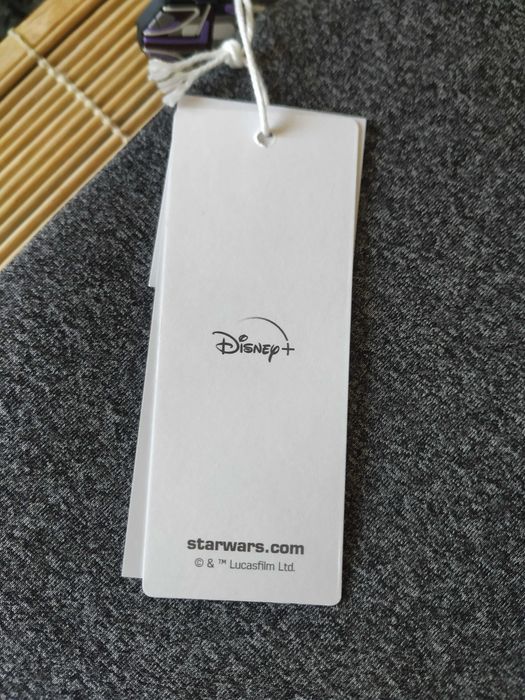 Disney+
starwars.com
© & ™ Lucasfilm Ltd.